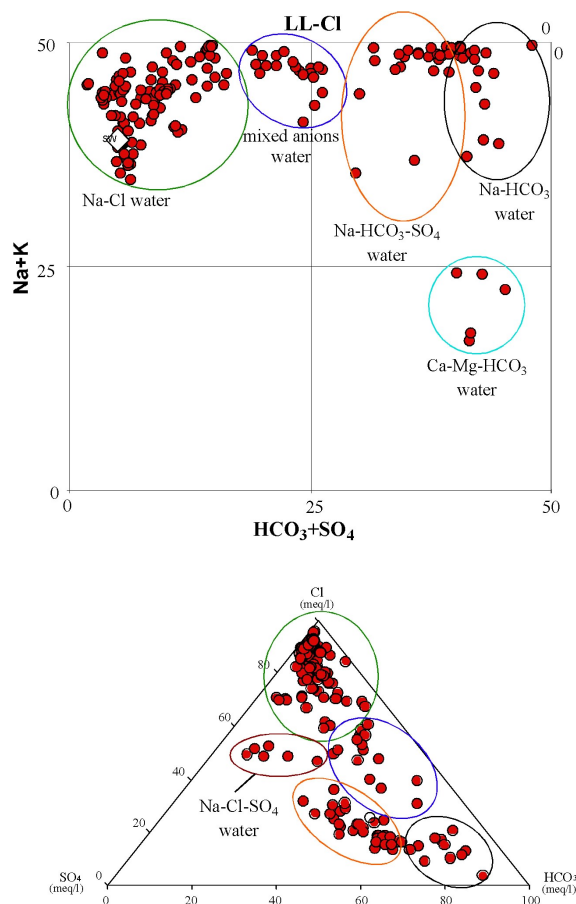 LL-Cl
0
50
0
sw
mixed anions
water
Na-Cl water
Na-HCO₃
water
Na-HCO₃-SO₄
water
Na+K
25
Ca-Mg-HCO₃
water
0
0
25
50
HCO₃+SO₄
Cl
(meq/l)
80
60
40
Na-Cl-SO₄
water
20
SO₄
(meq/l)
0
HCO₃
(meq/l)
0
20
40
60
80
100